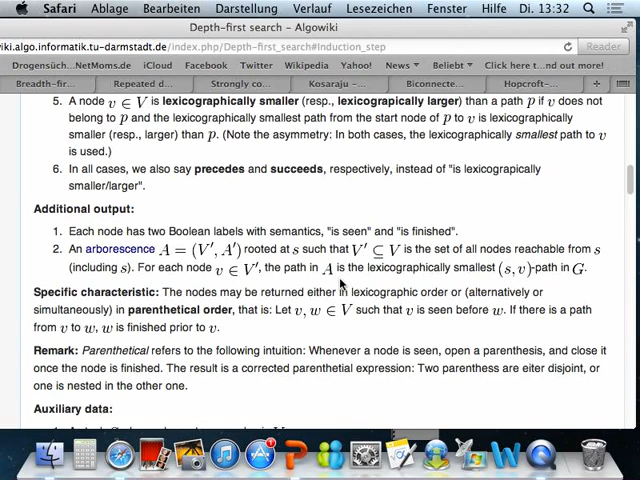 Safari Ablage Bearbeiten Darstellung Verlauf Lesezeichen Fenster Hilfe Di. 13:32
Depth-first search - Algowiki
wiki.algo.informatik.tu-darmstadt.de/index.php/Depth-first_search#Induction_step Reader
Drogensüch...NetMoms.de iCloud Facebook Twitter Wikipedia Yahoo! News Beliebt Click here t...nd out more!
Breadth-fir... Repeated d... Strongly co... Kosaraju -... Biconnecte... Hopcroft-...
5. A node v ∈ V is lexicographically smaller (resp., lexicograpically larger) than a path p if v does not
belong to p and the lexicographically smallest path from the start node of p to v is lexicographically
smaller (resp., larger) than p. (Note the asymmetry: In both cases, the lexicographically smallest path to v
is used.)
6. In all cases, we also say precedes and succeeds, respectively, instead of "is lexicograpically
smaller/larger".
Additional output:
1. Each node has two Boolean labels with semantics, "is seen" and "is finished".
2. An arborescence A = (V′, A′) rooted at s such that V′ ⊆ V is the set of all nodes reachable from s
(including s). For each node v ∈ V′, the path in A is the lexicographically smallest (s, v)-path in G.
Specific characteristic: The nodes may be returned either in lexicographic order or (alternatively or
simultaneously) in parenthetical order, that is: Let v, w ∈ V such that v is seen before w. If there is a path
from v to w, w is finished prior to v.
Remark: Parenthetical refers to the following intuition: Whenever a node is seen, open a parenthesis, and close it
once the node is finished. The result is a corrected parenthetial expression: Two parenthess are eiter disjoint, or
one is nested in the other one.
Auxiliary data: